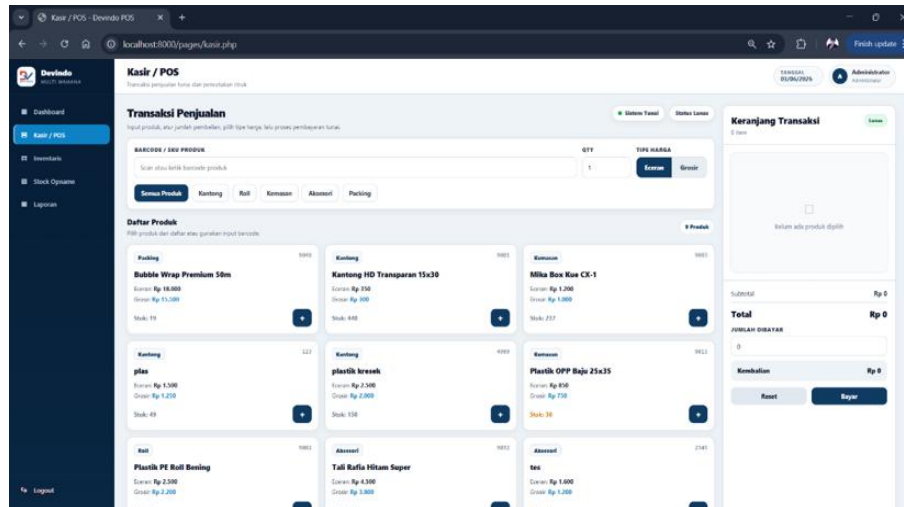 Kasir / POS - Devindo POS
localhost:8000/pages/kasir.php
Finish update
Devindo
MULTI WAHANA
Dashboard
Kasir / POS
Inventaris
Stock Opname
Laporan
Logout
Kasir / POS
Transaksi penjualan tunai dan pencatatan stock
TANGGAL
03/06/2026
A
Administrator
Administrator
Transaksi Penjualan
Input produk, atur jumlah pembelian, pilih tipe harga, lalu proses pembayaran tunai.
Sistem Tunai
Status Lunas
BARCODE / SKU PRODUK
QTY
TIPE HARGA
Scan atau ketik barcode produk
1
Eceran
Grosir
Semua Produk
Kantong
Roll
Kemasan
Aksesori
Packing
Daftar Produk
Pilih produk dari daftar atau gunakan input barcode.
9 Produk
Packing
Bubble Wrap Premium 50m
Eceran: Rp 18.000
Grosir: Rp 15.500
Stok: 19
+
Kantong
Kantong HD Transparan 15x30
Eceran: Rp 350
Grosir: Rp 300
Stok: 448
+
Kemasan
Mika Box Kue CX-1
Eceran: Rp 1.200
Grosir: Rp 1.000
Stok: 237
+
Kantong
123
plas
Eceran: Rp 1.500
Grosir: Rp 1.250
Stok: 49
+
Kantong
plastik kresek
Eceran: Rp 2.500
Grosir: Rp 2.000
Stok: 150
+
Kemasan
Plastik OPP Baju 25x35
Eceran: Rp 850
Grosir: Rp 750
Stok: 30
+
Roll
Plastik PE Roll Bening
Eceran: Rp 2.500
Grosir: Rp 2.200
Aksesori
Tali Rafia Hitam Super
Eceran: Rp 4.500
Grosir: Rp 3.800
Aksesori
2345
tes
Eceran: Rp 1.600
Grosir: Rp 1.200
Keranjang Transaksi
Lunas
0 item
Belum ada produk dipilih
Subtotal
Rp 0
Total
Rp 0
JUMLAH DIBAYAR
0
Kembalian
Rp 0
Reset
Bayar